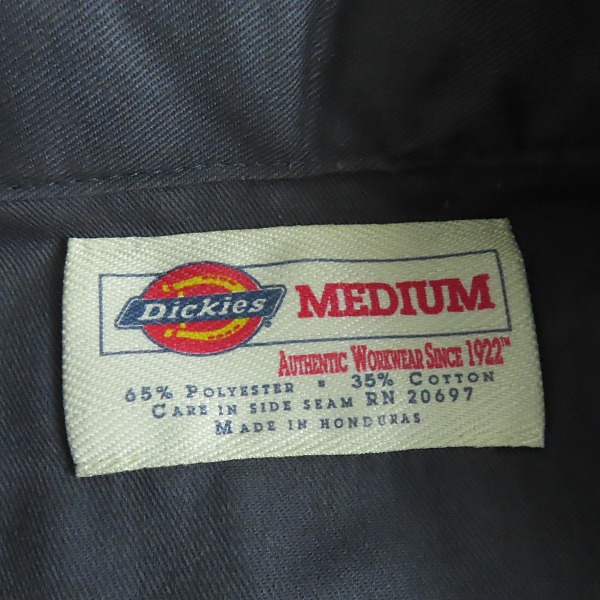 Dickies® MEDIUM
AUTHENTIC WORKWEAR SINCE 1922™
65% POLYESTER ▪ 35% COTTON
CARE IN SIDE SEAM RN 20697
MADE IN HONDURAS